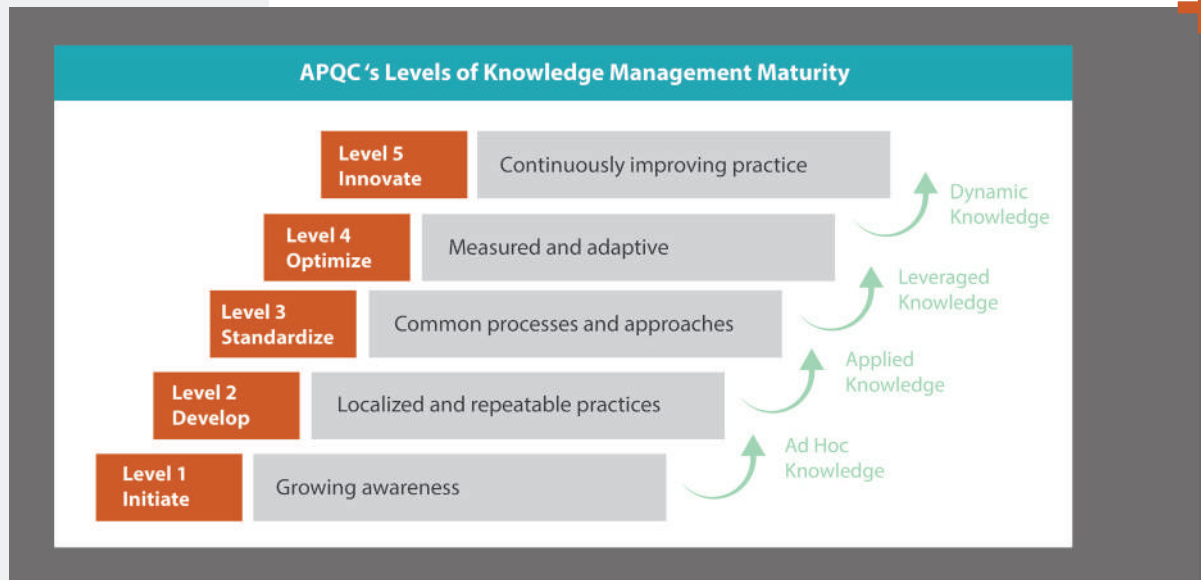 APQC‘s Levels of Knowledge Management Maturity
Level 5
Innovate
Continuously improving practice
Dynamic
Knowledge
Level 4
Optimize
Measured and adaptive
Leveraged
Knowledge
Level 3
Standardize
Common processes and approaches
Applied
Knowledge
Level 2
Develop
Localized and repeatable practices
Ad Hoc
Knowledge
Level 1
Initiate
Growing awareness